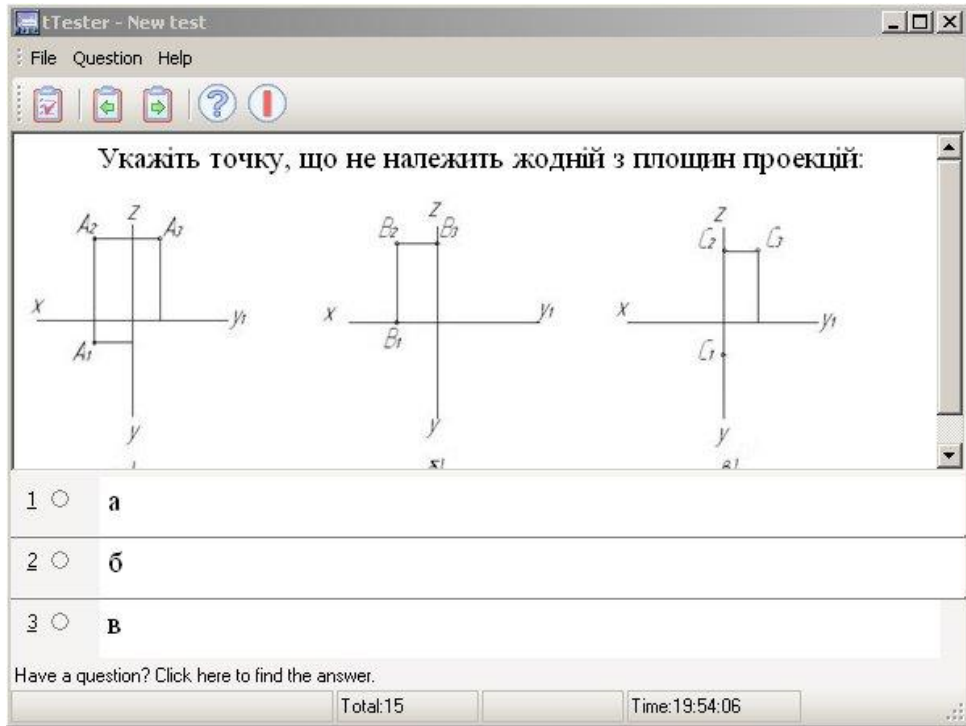 tTester - New test
File Question Help
Укажіть точку, що не належить жодній з площин проекцій:
A2 Z A3
X Y1
A1
y
B2 Z B3
X Y1
B1
y
Z
C2 C3
X Y1
C1
y
1 а
2 б
3 в
Have a question? Click here to find the answer.
Total:15 Time:19:54:06